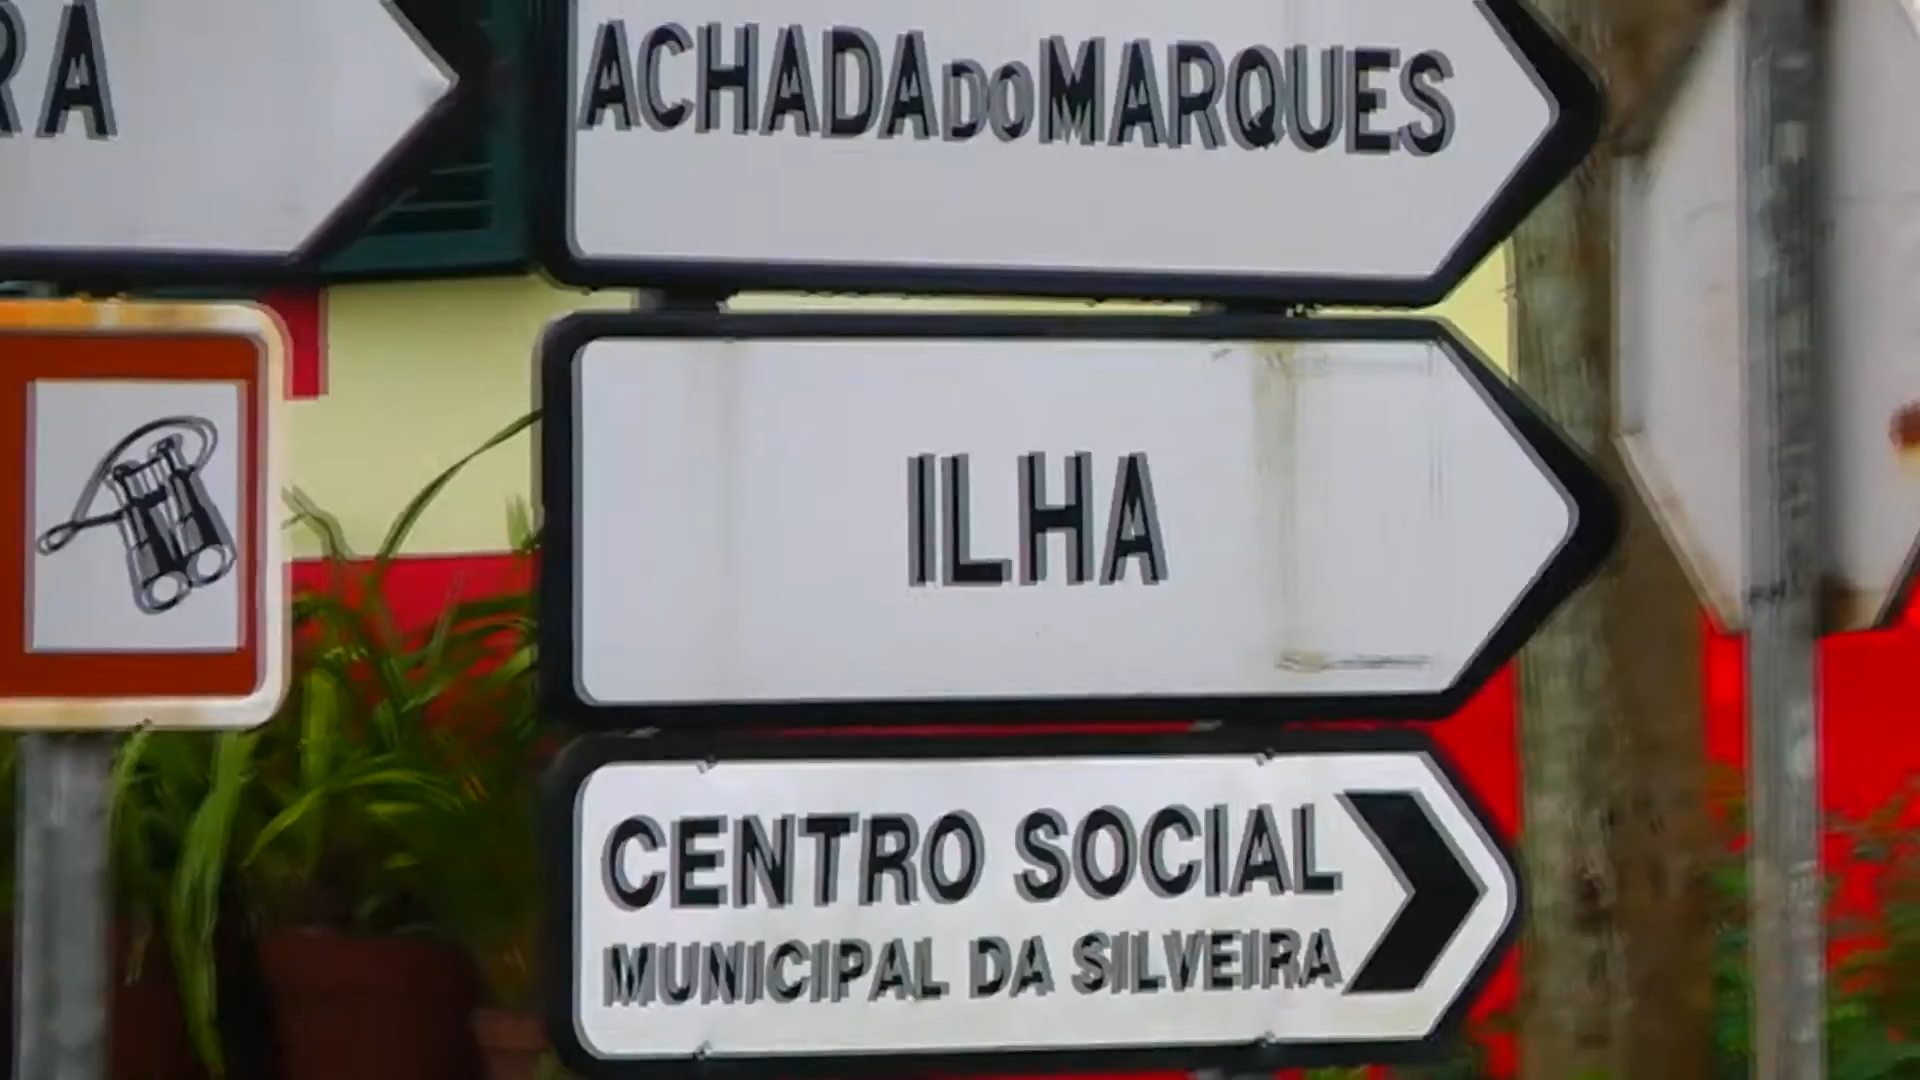 ACHADA DO MARQUES
ILHA
CENTRO SOCIAL
MUNICIPAL DA SILVEIRA